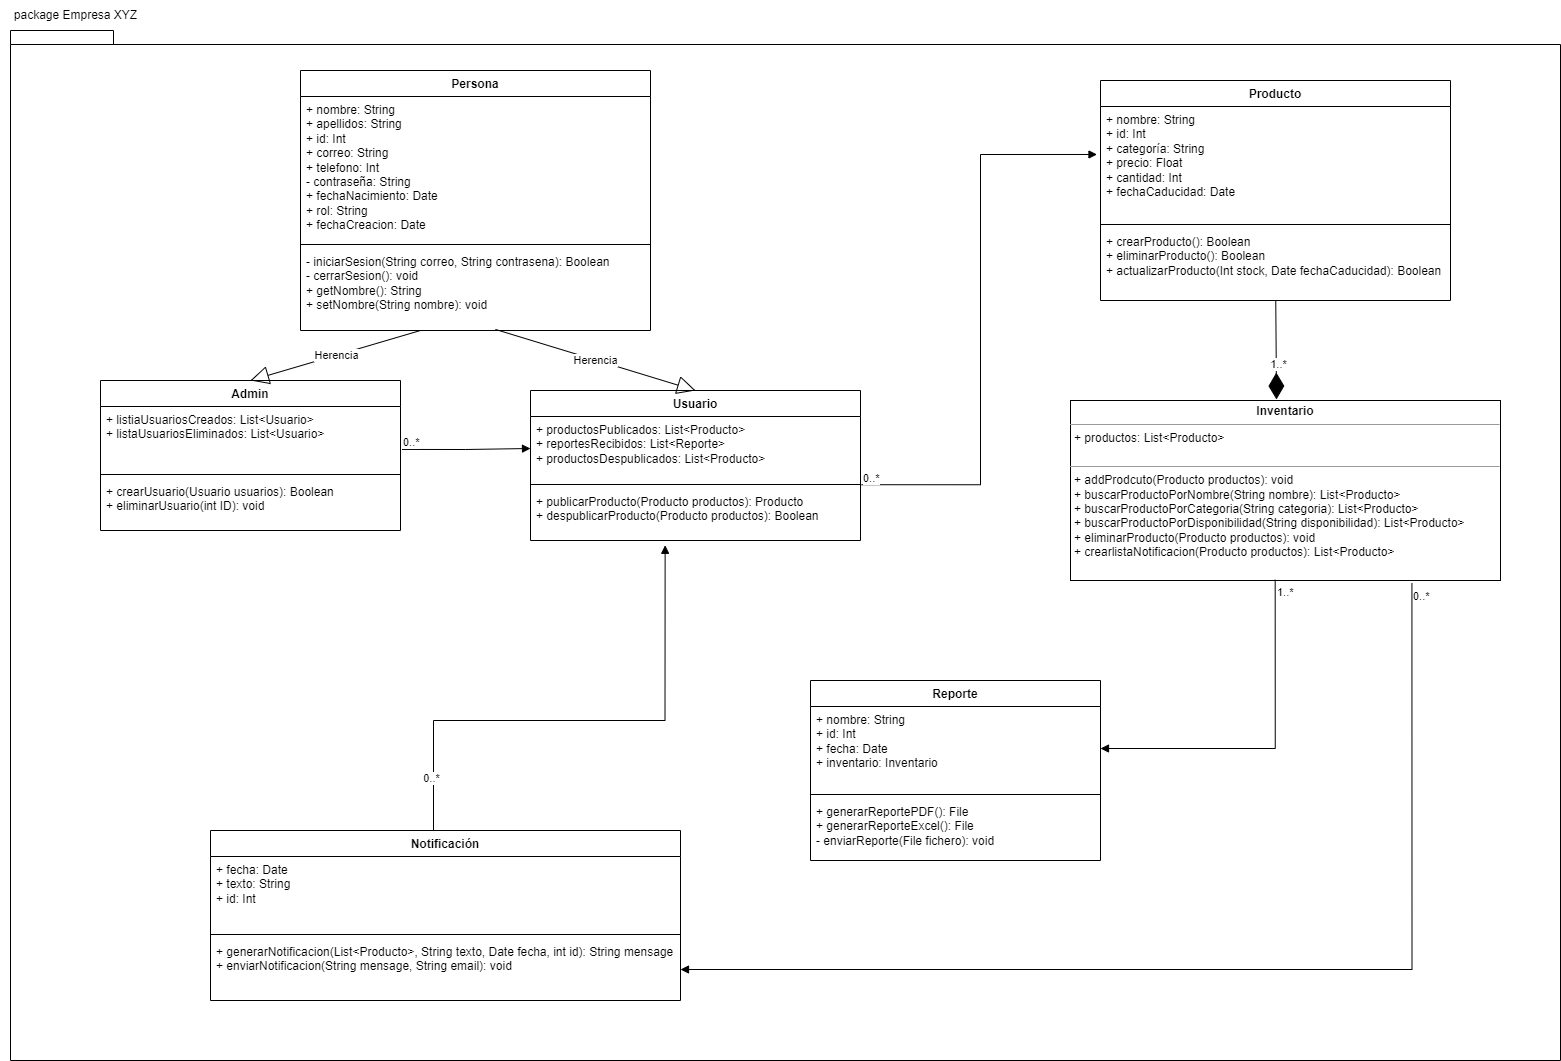 package Empresa XYZ
Persona
+ nombre: String
+ apellidos: String
+ id: Int
+ correo: String
+ telefono: Int
- contraseña: String
+ fechaNacimiento: Date
+ rol: String
+ fechaCreacion: Date
- iniciarSesion(String correo, String contrasena): Boolean
- cerrarSesion(): void
+ getNombre(): String
+ setNombre(String nombre): void
Producto
+ nombre: String
+ id: Int
+ categoría: String
+ precio: Float
+ cantidad: Int
+ fechaCaducidad: Date
+ crearProducto(): Boolean
+ eliminarProducto(): Boolean
+ actualizarProducto(Int stock, Date fechaCaducidad): Boolean
Herencia
Herencia
1..*
Admin
+ listiaUsuariosCreados: List<Usuario>
+ listaUsuariosEliminados: List<Usuario>
+ crearUsuario(Usuario usuarios): Boolean
+ eliminarUsuario(int ID): void
0..*
Usuario
+ productosPublicados: List<Producto>
+ reportesRecibidos: List<Reporte>
+ productosDespublicados: List<Producto>
+ publicarProducto(Producto productos): Producto
+ despublicarProducto(Producto productos): Boolean
0..*
Inventario
+ productos: List<Producto>
+ addProdcuto(Producto productos): void
+ buscarProductoPorNombre(String nombre): List<Producto>
+ buscarProductoPorCategoria(String categoria): List<Producto>
+ buscarProductoPorDisponibilidad(String disponibilidad): List<Producto>
+ eliminarProducto(Producto productos): void
+ crearlistaNotificacion(Producto productos): List<Producto>
1..*
0..*
Reporte
+ nombre: String
+ id: Int
+ fecha: Date
+ inventario: Inventario
+ generarReportePDF(): File
+ generarReporteExcel(): File
- enviarReporte(File fichero): void
0..*
Notificación
+ fecha: Date
+ texto: String
+ id: Int
+ generarNotificacion(List<Producto>, String texto, Date fecha, int id): String message
+ enviarNotificacion(String message, String email): void